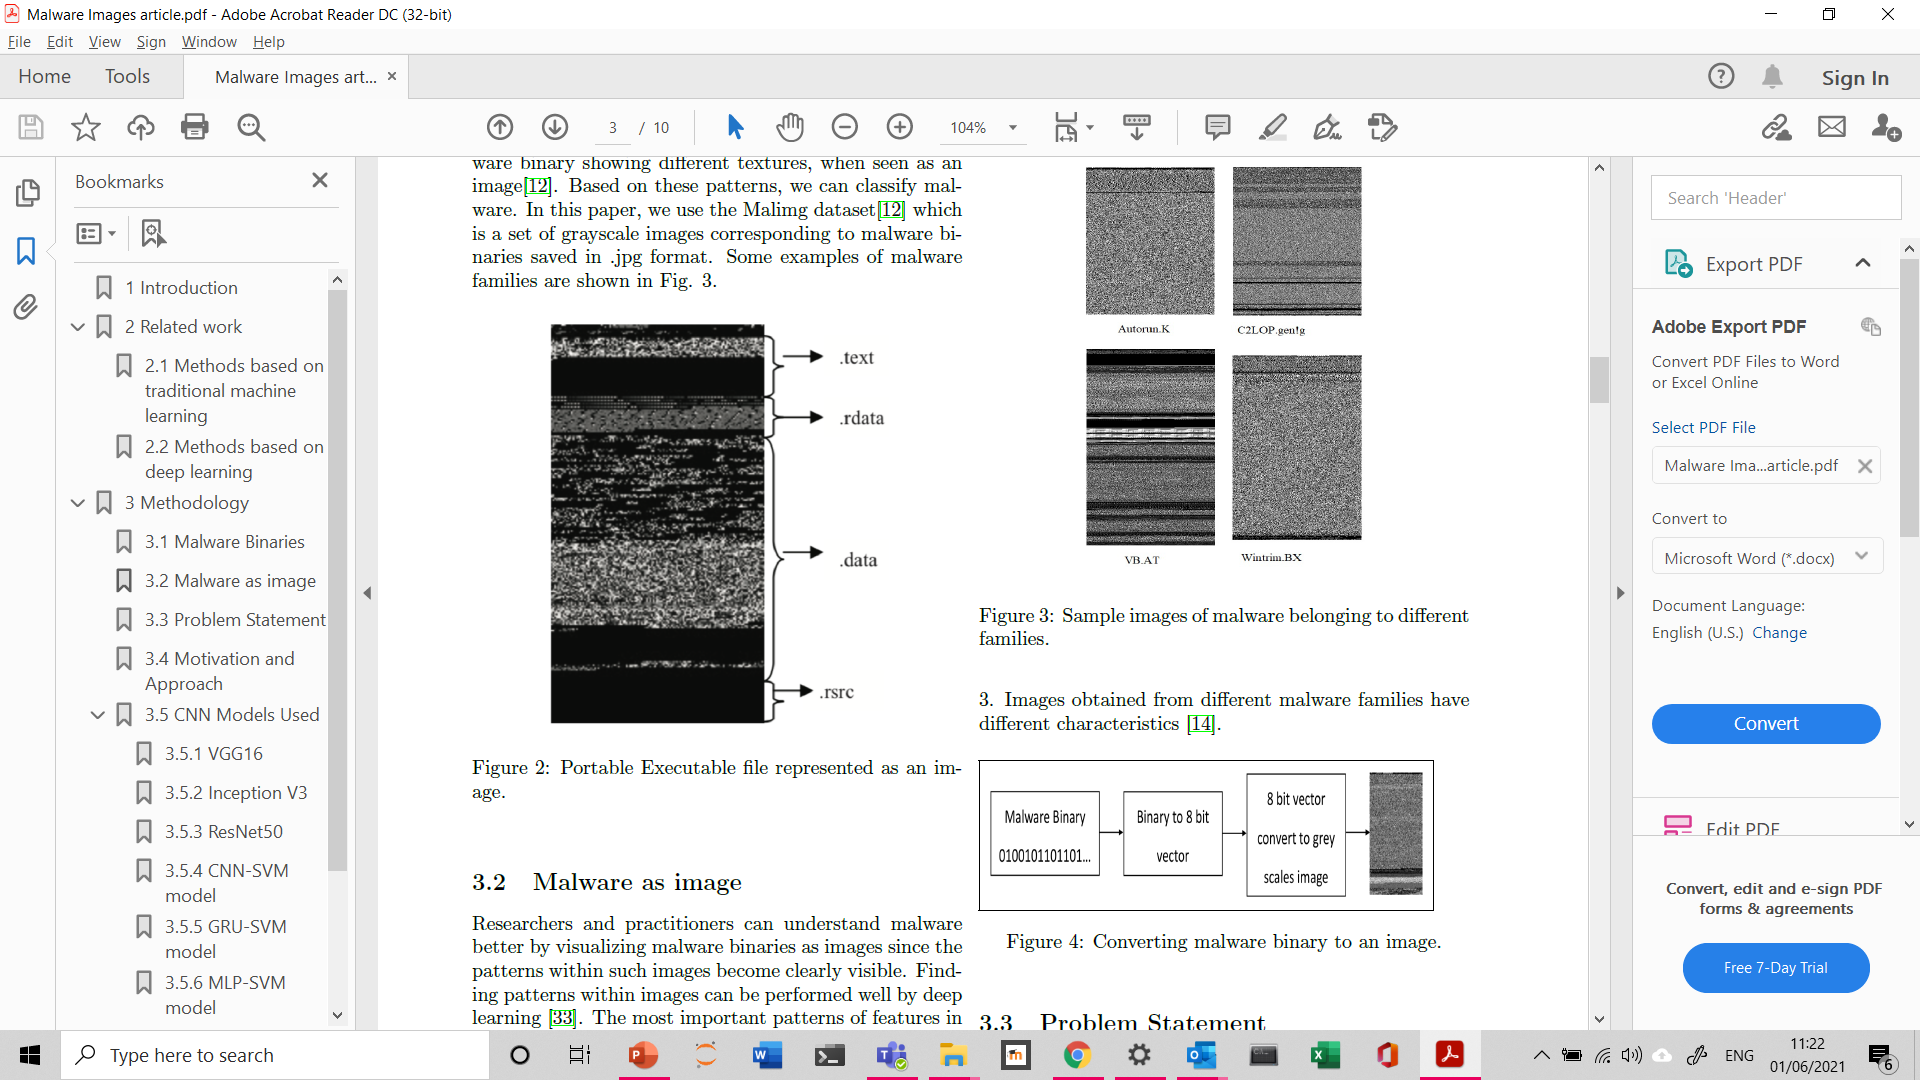 Malware Images article.pdf - Adobe Acrobat Reader DC (32-bit)
File Edit View Sign Window Help
Home Tools Malware Images art... ×
? Sign In
3 / 10 104%
Bookmarks
1 Introduction
2 Related work
2.1 Methods based on
traditional machine
learning
2.2 Methods based on
deep learning
3 Methodology
3.1 Malware Binaries
3.2 Malware as image
3.3 Problem Statement
3.4 Motivation and
Approach
3.5 CNN Models Used
3.5.1 VGG16
3.5.2 Inception V3
3.5.3 ResNet50
3.5.4 CNN-SVM
model
3.5.5 GRU-SVM
model
3.5.6 MLP-SVM
model
ware binary showing different textures, when seen as an
image[12]. Based on these patterns, we can classify mal-
ware. In this paper, we use the Malimg dataset[12] which
is a set of grayscale images corresponding to malware bi-
naries saved in .jpg format. Some examples of malware
families are shown in Fig. 3.
.text
.rdata
.data
.rsrc
Figure 2: Portable Executable file represented as an im-
age.
3.2 Malware as image
Researchers and practitioners can understand malware
better by visualizing malware binaries as images since the
patterns within such images become clearly visible. Find-
ing patterns within images can be performed well by deep
learning [33]. The most important patterns of features in
Autorun.K C2LOP.gen!g
VB.AT Wintrim.BX
Figure 3: Sample images of malware belonging to different
families.
3. Images obtained from different malware families have
different characteristics [14].
Malware Binary
0100101101101...
Binary to 8 bit
vector
8 bit vector
convert to grey
scales image
Figure 4: Converting malware binary to an image.
3.3 Problem Statement
Search 'Header'
Export PDF
Adobe Export PDF
Convert PDF Files to Word
or Excel Online
Select PDF File
Malware Ima...article.pdf
Convert to
Microsoft Word (*.docx)
Document Language:
English (U.S.) Change
Convert
Edit PDF
Convert, edit and e-sign PDF
forms & agreements
Free 7-Day Trial
Type here to search
ENG
11:22
01/06/2021
6